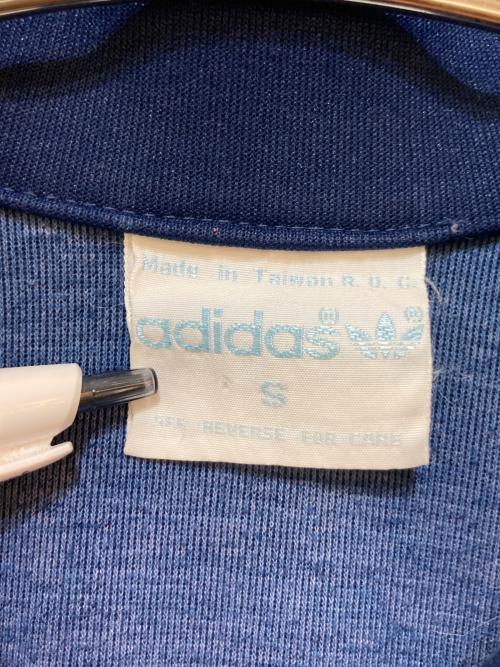 Made in Taiwan R. O. C.
adidas® ®
S
SEE REVERSE FOR CARE